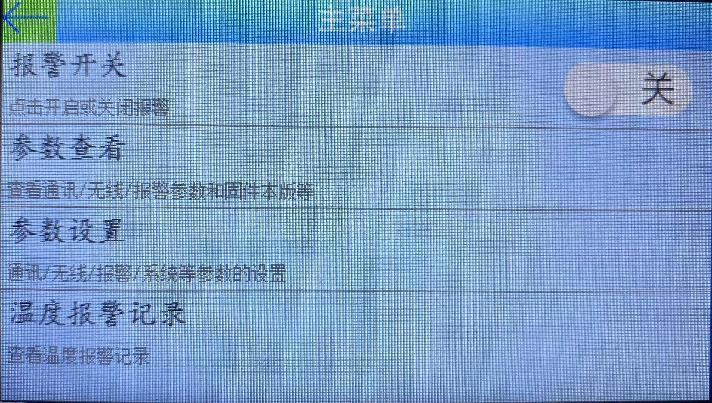 主菜单
报警开关
关
点击开启或关闭报警
参数查看
查看通讯/无线/报警参数和固件本版等
参数设置
通讯/无线/报警/系统等参数的设置
温度报警记录
查看温度报警记录